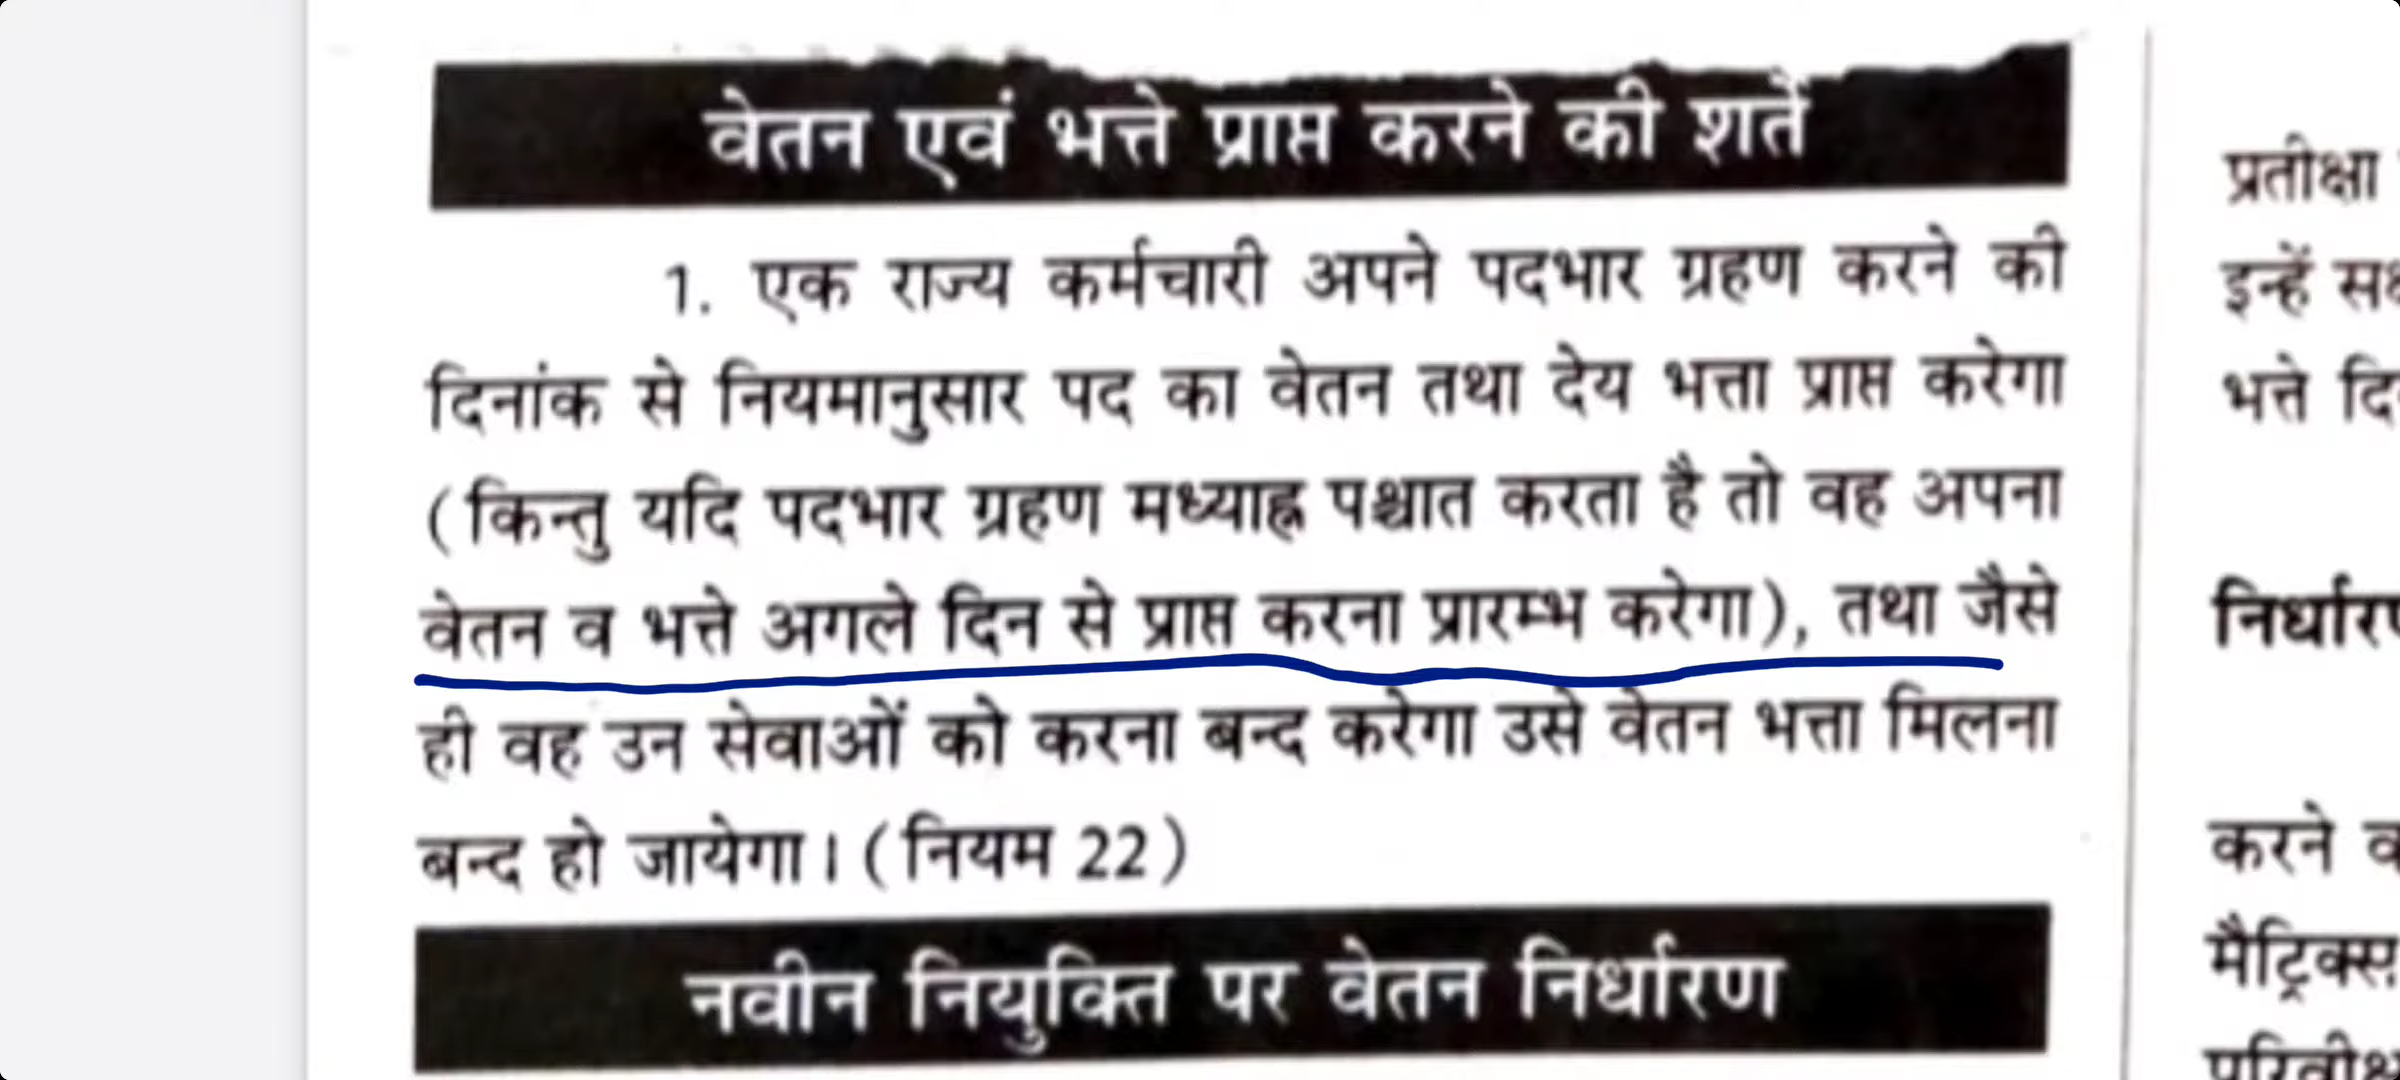 वेतन एवं भत्ते प्राप्त करने की शर्तें
1. एक राज्य कर्मचारी अपने पदभार ग्रहण करने की
दिनांक से नियमानुसार पद का वेतन तथा देय भत्ता प्राप्त करेगा
(किन्तु यदि पदभार ग्रहण मध्याह्न पश्चात करता है तो वह अपना
वेतन व भत्ते अगले दिन से प्राप्त करना प्रारम्भ करेगा), तथा जैसे
ही वह उन सेवाओं को करना बन्द करेगा उसे वेतन भत्ता मिलना
बन्द हो जायेगा। (नियम 22)
नवीन नियुक्ति पर वेतन निर्धारण
प्रतीक्षा
इन्हें
भत्ते
करने